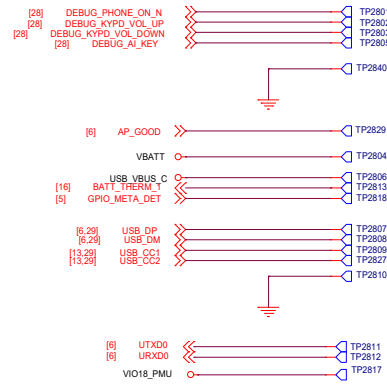 [28] DEBUG_PHONE_ON_N TP2801
[28] DEBUG_KYPD_VOL_UP TP2802
[28] DEBUG_KYPD_VOL_DOWN TP2803
[28] DEBUG_AI_KEY TP2805
TP2840
[6] AP_GOOD TP2829
VBATT TP2804
USB_VBUS_C TP2806
[16] BATT_THERM_T TP2813
[5] GPIO_META_DET TP2818
[6,29] USB_DP TP2807
[6,29] USB_DM TP2808
[13,29] USB_CC1 TP2809
[13,29] USB_CC2 TP2827
TP2810
[6] UTXD0 TP2811
[6] URXD0 TP2812
VIO18_PMU TP2817